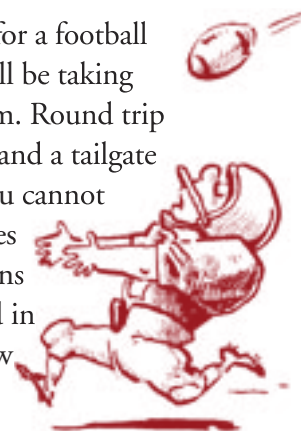 for a football
ll be taking
m. Round trip
and a tailgate
u cannot
es
ns
l in
w